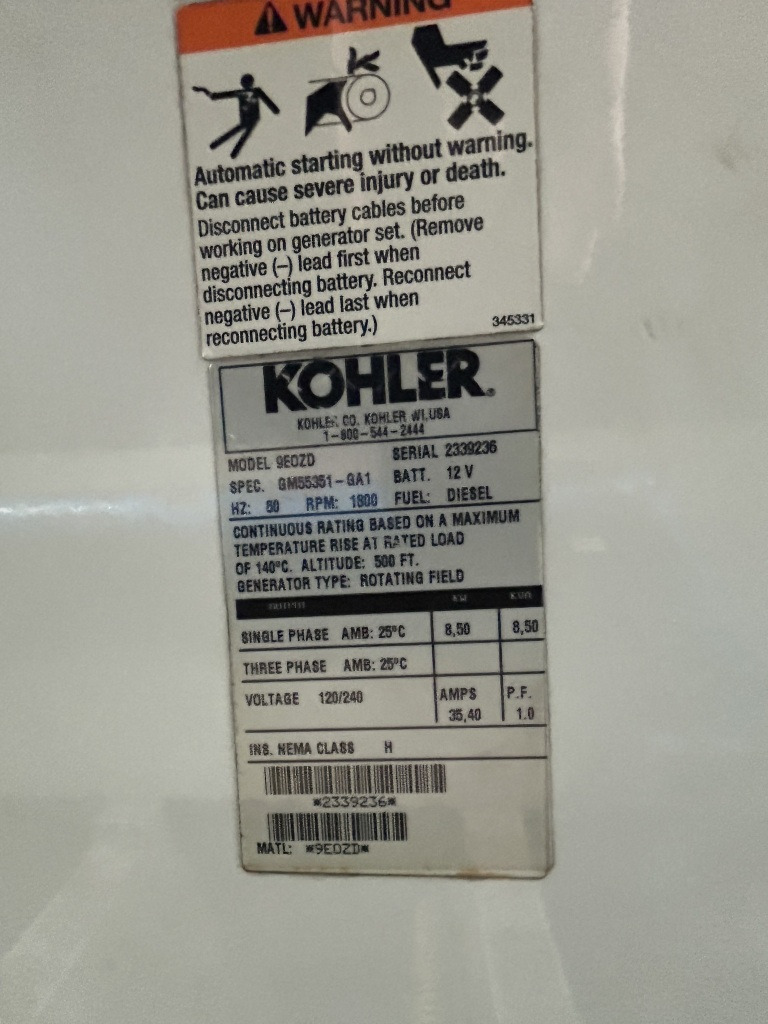 WARNING
Automatic starting without warning.
Can cause severe injury or death.
Disconnect battery cables before
working on generator set. (Remove
negative (–) lead first when
disconnecting battery. Reconnect
negative (–) lead last when
reconnecting battery.)
345331
KOHLER®
KOHLER CO. KOHLER WI.USA
1-800-544-2444
MODEL 9EOZD SERIAL 2339236
SPEC. GM55351-GA1 BATT. 12 V
HZ: 60 RPM: 1800 FUEL: DIESEL
CONTINUOUS RATING BASED ON A MAXIMUM
TEMPERATURE RISE AT RATED LOAD
OF 140ºC. ALTITUDE: 500 FT.
GENERATOR TYPE: ROTATING FIELD
KW KVA
SINGLE PHASE AMB: 25ºC 8,50 8,50
THREE PHASE AMB: 25ºC
VOLTAGE 120/240 AMPS P.F.
35,40 1.0
INS. NEMA CLASS H
*2339236*
MATL: *9EOZD*